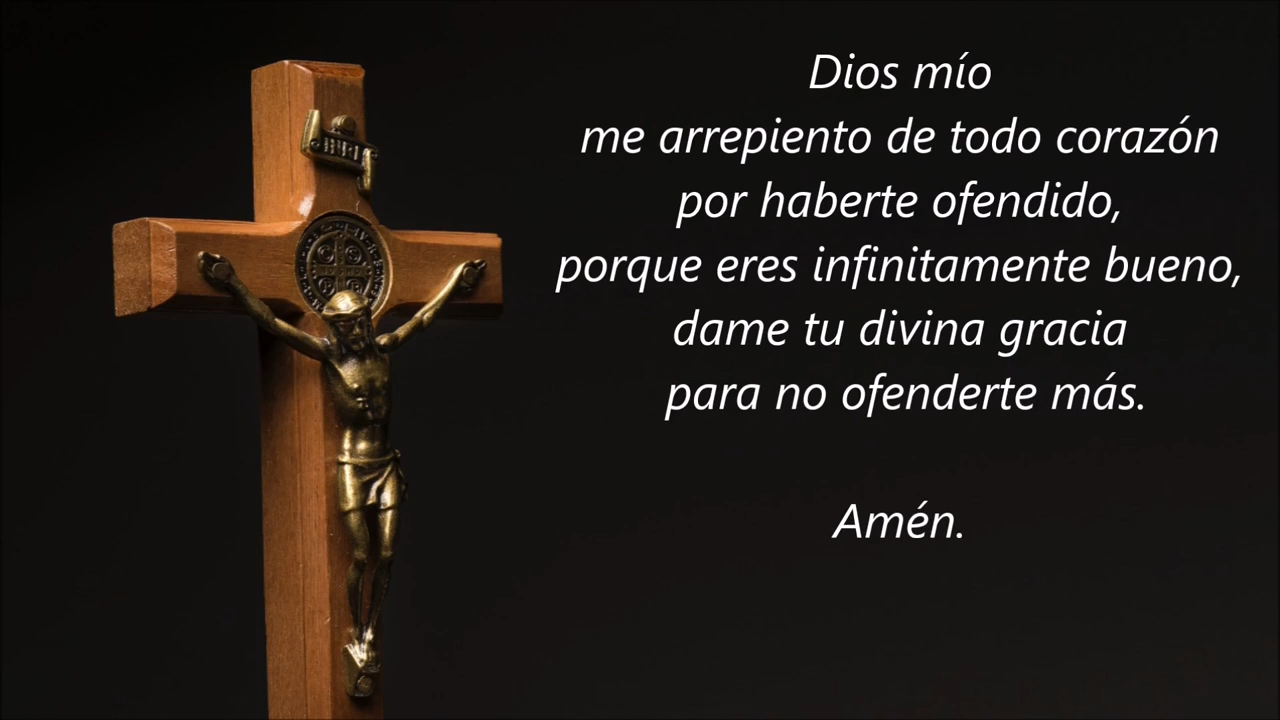 INRI
Dios mío
me arrepiento de todo corazón
por haberte ofendido,
porque eres infinitamente bueno,
dame tu divina gracia
para no ofenderte más.
Amén.